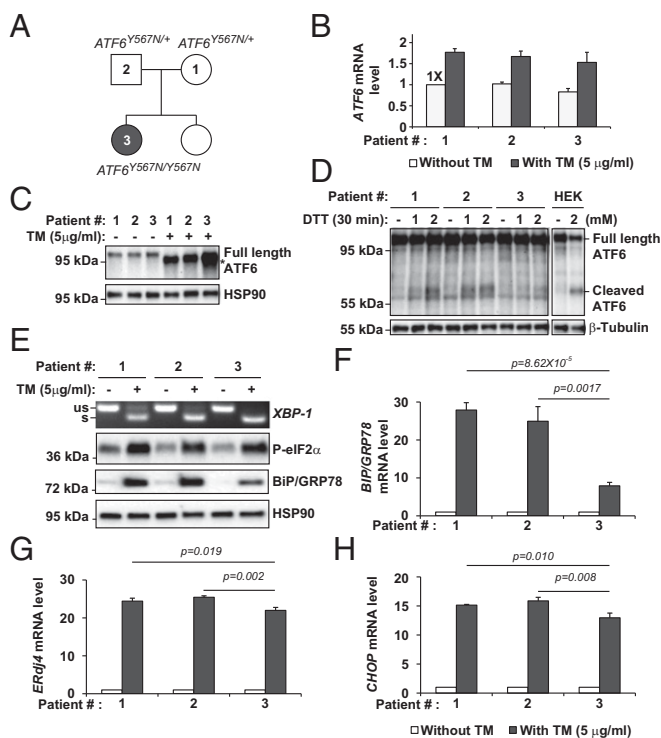 A
ATF6^Y567N/+ ATF6^Y567N/+
2 1
3
ATF6^Y567N/Y567N
B
ATF6 mRNA level
2
1.5
1
0.5
0
1X
Patient # : 1 2 3
Without TM With TM (5 μg/ml)
C
Patient #: 1 2 3 1 2 3
TM (5μg/ml): - - - + + +
95 kDa Full length
* ATF6
95 kDa HSP90
D
Patient #: 1 2 3 HEK
DTT (30 min): - 1 2 - 1 2 - 1 2 - 2 (mM)
95 kDa Full length
ATF6
55 kDa Cleaved
ATF6
55 kDa β-Tubulin
E
Patient #: 1 2 3
TM (5μg/ml): - + - + - +
us
s XBP-1
36 kDa P-eIF2α
72 kDa BiP/GRP78
95 kDa HSP90
F
p=8.62X10^-5
p=0.0017
BIP/GRP78
mRNA level
30
20
10
0
Patient # : 1 2 3
G
p=0.019
p=0.002
ERdj4 mRNA level
30
20
10
0
Patient # : 1 2 3
H
p=0.010
p=0.008
CHOP mRNA level
20
15
10
5
0
Patient # : 1 2 3
Without TM With TM (5 μg/ml)